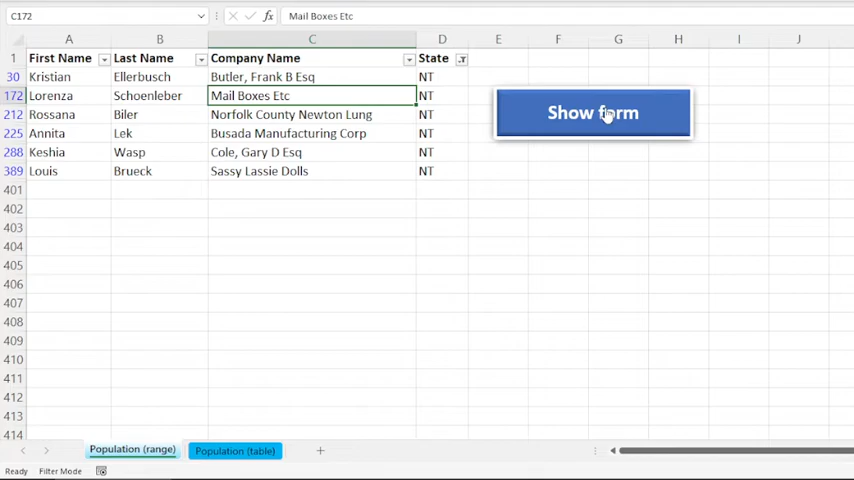 C172 fx Mail Boxes Etc
A B C D E F G H I J
1 First Name Last Name Company Name State
30 Kristian Ellerbusch Butler, Frank B Esq NT
172 Lorenza Schoenleber Mail Boxes Etc NT
212 Rossana Biler Norfolk County Newton Lung NT
225 Annita Lek Busada Manufacturing Corp NT
288 Keshia Wasp Cole, Gary D Esq NT
389 Louis Brueck Sassy Lassie Dolls NT
Show form
401
402
403
404
405
406
407
408
409
410
411
412
413
414
Population (range) Population (table)
Ready Filter Mode